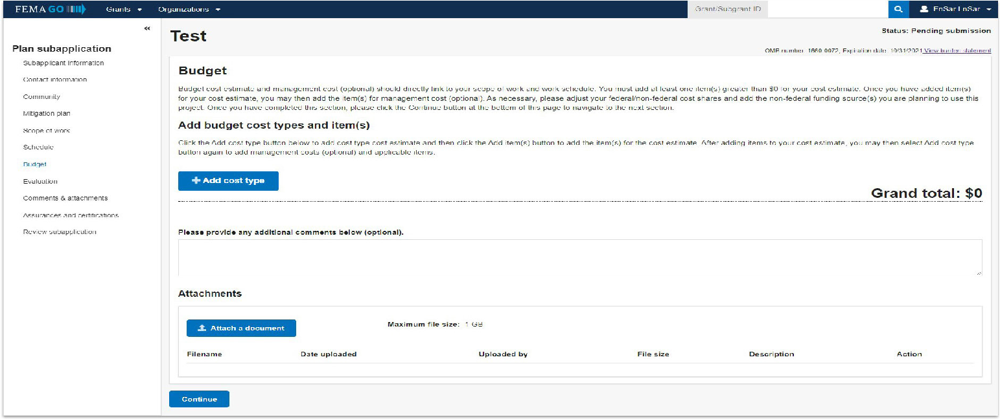 FEMA GO Grants Organizations Grant/Subgrant ID EnSar LnSar
«
Plan subapplication
Subapplicant information
Contact information
Community
Mitigation plan
Scope of work
Schedule
Budget
Evaluation
Comments & attachments
Assurances and certifications
Review subapplication
Test
Status: Pending submission
OMB number: 1660-0072, Expiration date: 10/31/2021 View burden statement
Budget
Budget cost estimate and management cost (optional) should directly link to your scope of work and work schedule. You must add at least one item(s) greater than $0 for your cost estimate. Once you have added item(s)
for your cost estimate, you may then add the item(s) for management cost (optional). As necessary, please adjust your federal/non-federal cost shares and add the non-federal funding source(s) you are planning to use this
project. Once you have completed this section, please click the Continue button at the bottom of this page to navigate to the next section.
Add budget cost types and item(s)
Click the Add cost type button below to add cost type cost estimate and then click the Add item(s) button to add the item(s) for the cost estimate. After adding items to your cost estimate, you may then select Add cost type
button again to add management costs (optional) and applicable items.
Add cost type
Grand total: $0
Please provide any additional comments below (optional).
Attachments
Attach a document Maximum file size: 1 GB
Filename Date uploaded Uploaded by File size Description Action
Continue